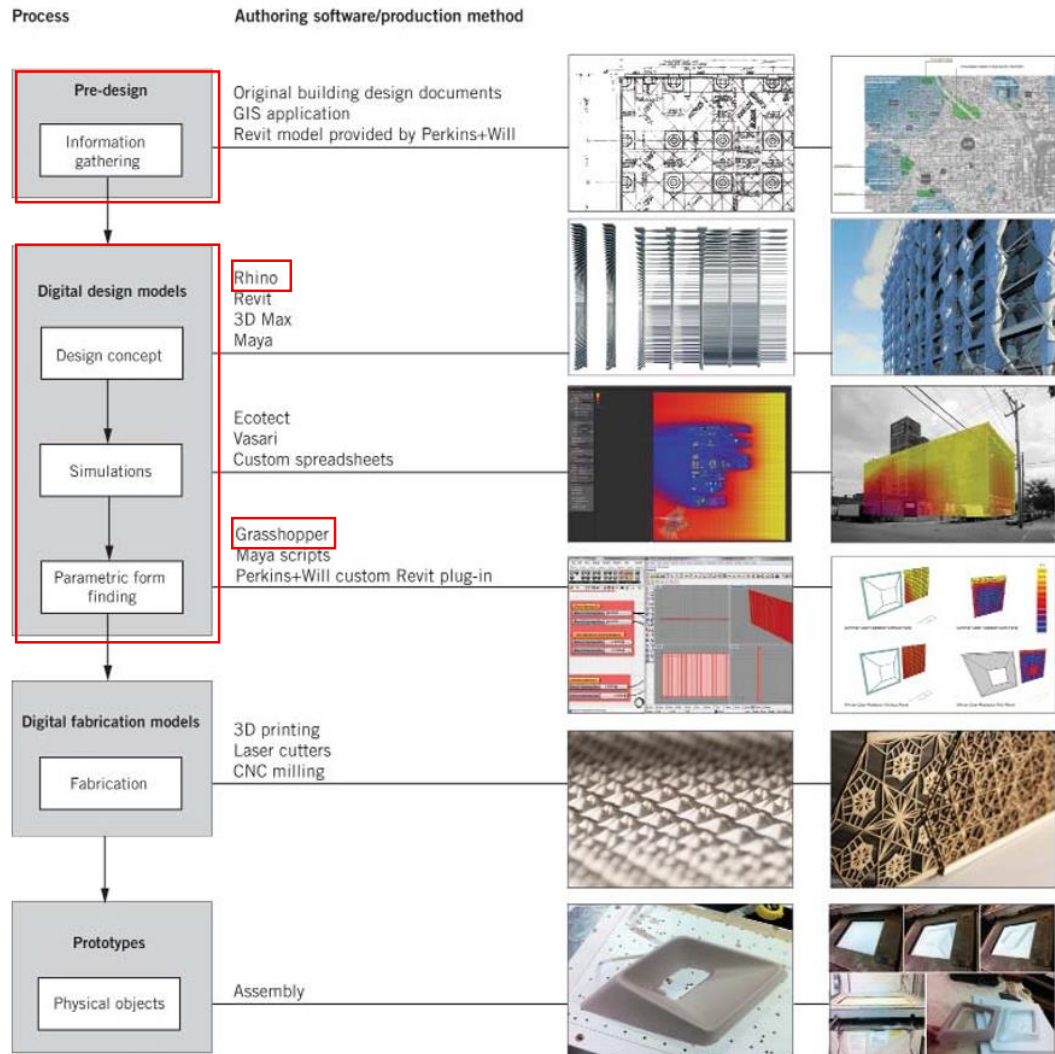 Process
Authoring software/production method
Pre-design
Information
gathering
Original building design documents
GIS application
Revit model provided by Perkins+Will
Digital design models
Design concept
Rhino
Revit
3D Max
Maya
Simulations
Ecotect
Vasari
Custom spreadsheets
Parametric form
finding
Grasshopper
Maya scripts
Perkins+Will custom Revit plug-in
Digital fabrication models
Fabrication
3D printing
Laser cutters
CNC milling
Prototypes
Physical objects
Assembly